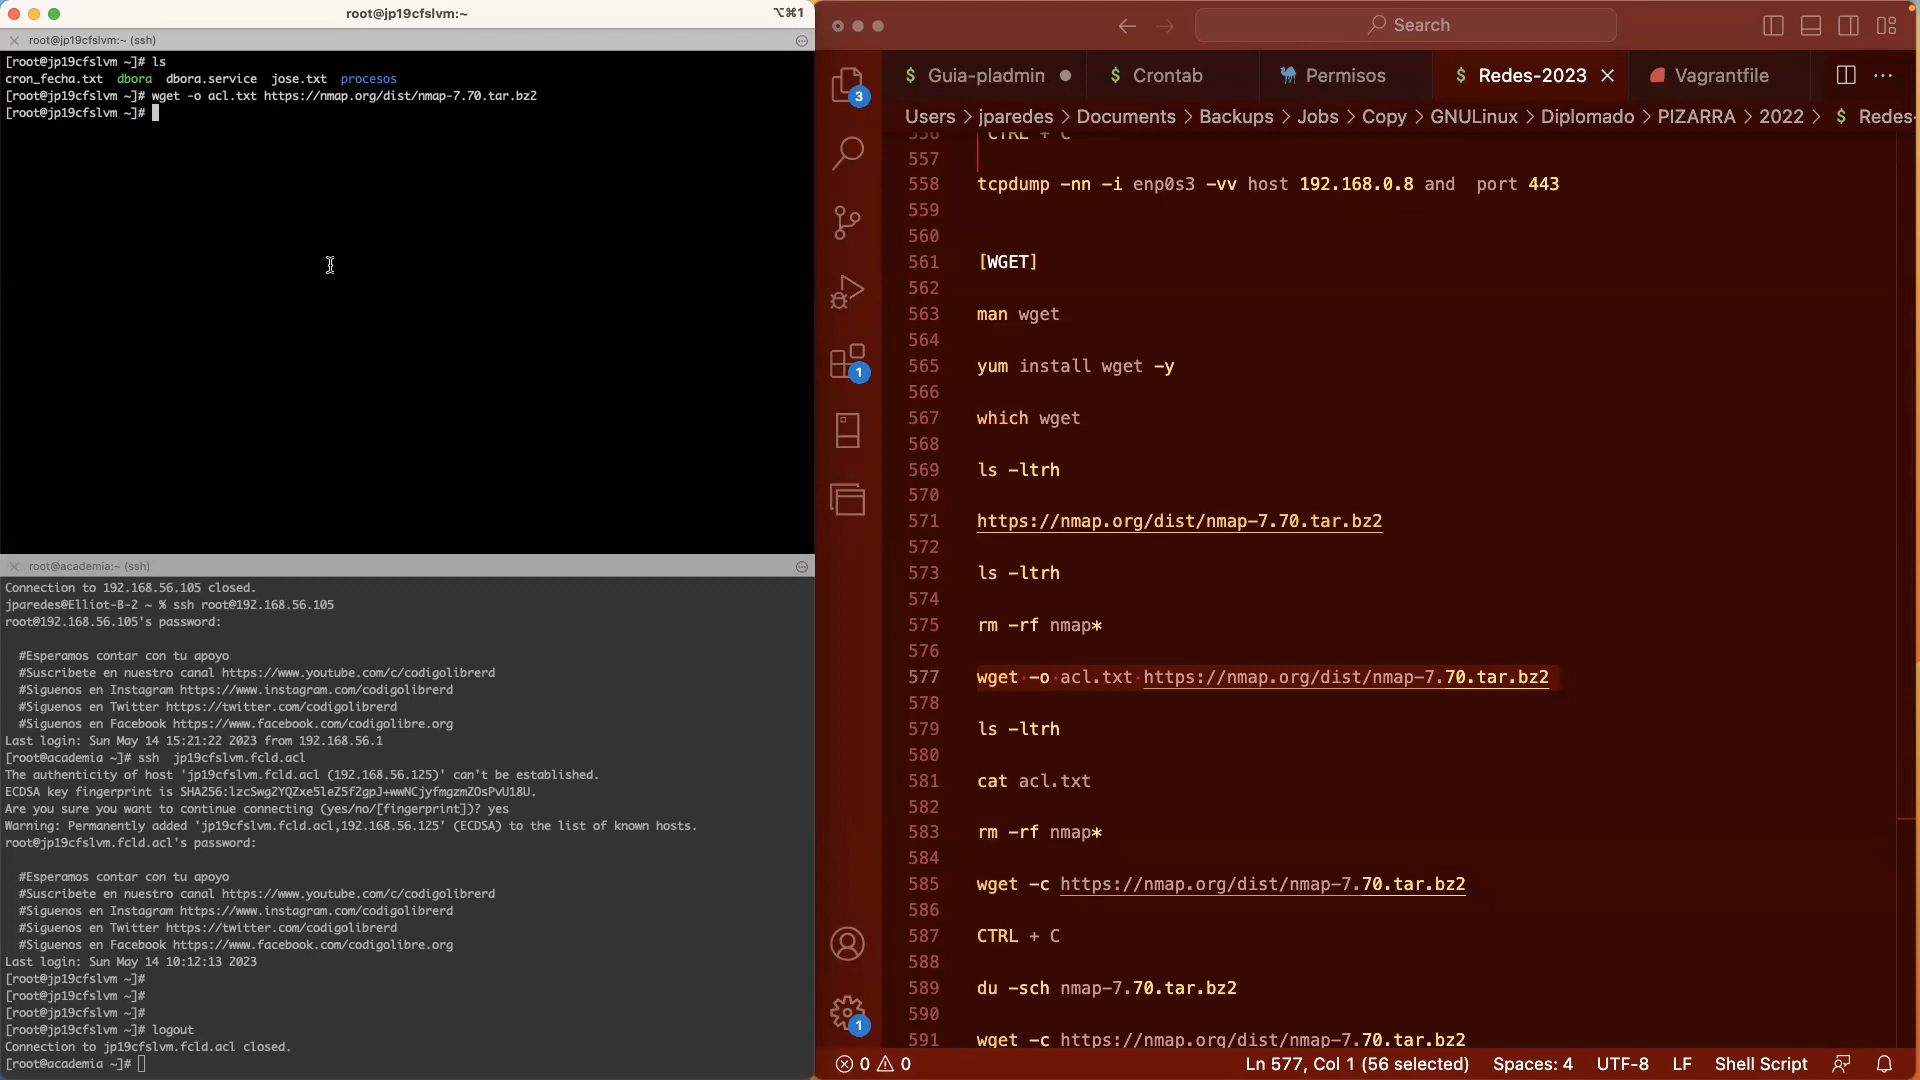 root@jp19cfslvm:~
⌥⌘1
root@jp19cfslvm:~ (ssh)
[root@jp19cfslvm ~]# ls
cron_fecha.txt dbora dbora.service jose.txt procesos
[root@jp19cfslvm ~]# wget -o acl.txt https://nmap.org/dist/nmap-7.70.tar.bz2
[root@jp19cfslvm ~]#
root@academia:~ (ssh)
Connection to 192.168.56.105 closed.
jparedes@Elliot-B-2 ~ % ssh root@192.168.56.105
root@192.168.56.105's password:
#Esperamos contar con tu apoyo
#Suscribete en nuestro canal https://www.youtube.com/c/codigolibrerd
#Siguenos en Instagram https://www.instagram.com/codigolibrerd
#Siguenos en Twitter https://twitter.com/codigolibrerd
#Siguenos en Facebook https://www.facebook.com/codigolibre.org
Last login: Sun May 14 15:21:22 2023 from 192.168.56.1
[root@academia ~]# ssh  jp19cfslvm.fcld.acl
The authenticity of host 'jp19cfslvm.fcld.acl (192.168.56.125)' can't be established.
ECDSA key fingerprint is SHA256:lzcSwg2YQZxe5leZ5f2gpJ+wwNCjyfmgzmZOsPvU18U.
Are you sure you want to continue connecting (yes/no/[fingerprint])? yes
Warning: Permanently added 'jp19cfslvm.fcld.acl,192.168.56.125' (ECDSA) to the list of known hosts.
root@jp19cfslvm.fcld.acl's password:
#Esperamos contar con tu apoyo
#Suscribete en nuestro canal https://www.youtube.com/c/codigolibrerd
#Siguenos en Instagram https://www.instagram.com/codigolibrerd
#Siguenos en Twitter https://twitter.com/codigolibrerd
#Siguenos en Facebook https://www.facebook.com/codigolibre.org
Last login: Sun May 14 10:12:13 2023
[root@jp19cfslvm ~]#
[root@jp19cfslvm ~]#
[root@jp19cfslvm ~]#
[root@jp19cfslvm ~]# logout
Connection to jp19cfslvm.fcld.acl closed.
[root@academia ~]#
Search
3
1
1
$ Guia-pladmin $ Crontab Permisos $ Redes-2023 Vagrantfile
Users > jparedes > Documents > Backups > Jobs > Copy > GNULinux > Diplomado > PIZARRA > 2022 > $ Redes-
556 CTRL + C
557
558 tcpdump -nn -i enp0s3 -vv host 192.168.0.8 and  port 443
559
560
561 [WGET]
562
563 man wget
564
565 yum install wget -y
566
567 which wget
568
569 ls -ltrh
570
571 https://nmap.org/dist/nmap-7.70.tar.bz2
572
573 ls -ltrh
574
575 rm -rf nmap*
576
577 wget -o acl.txt https://nmap.org/dist/nmap-7.70.tar.bz2
578
579 ls -ltrh
580
581 cat acl.txt
582
583 rm -rf nmap*
584
585 wget -c https://nmap.org/dist/nmap-7.70.tar.bz2
586
587 CTRL + C
588
589 du -sch nmap-7.70.tar.bz2
590
591 wget -c https://nmap.org/dist/nmap-7.70.tar.bz2
0 0 Ln 577, Col 1 (56 selected) Spaces: 4 UTF-8 LF Shell Script